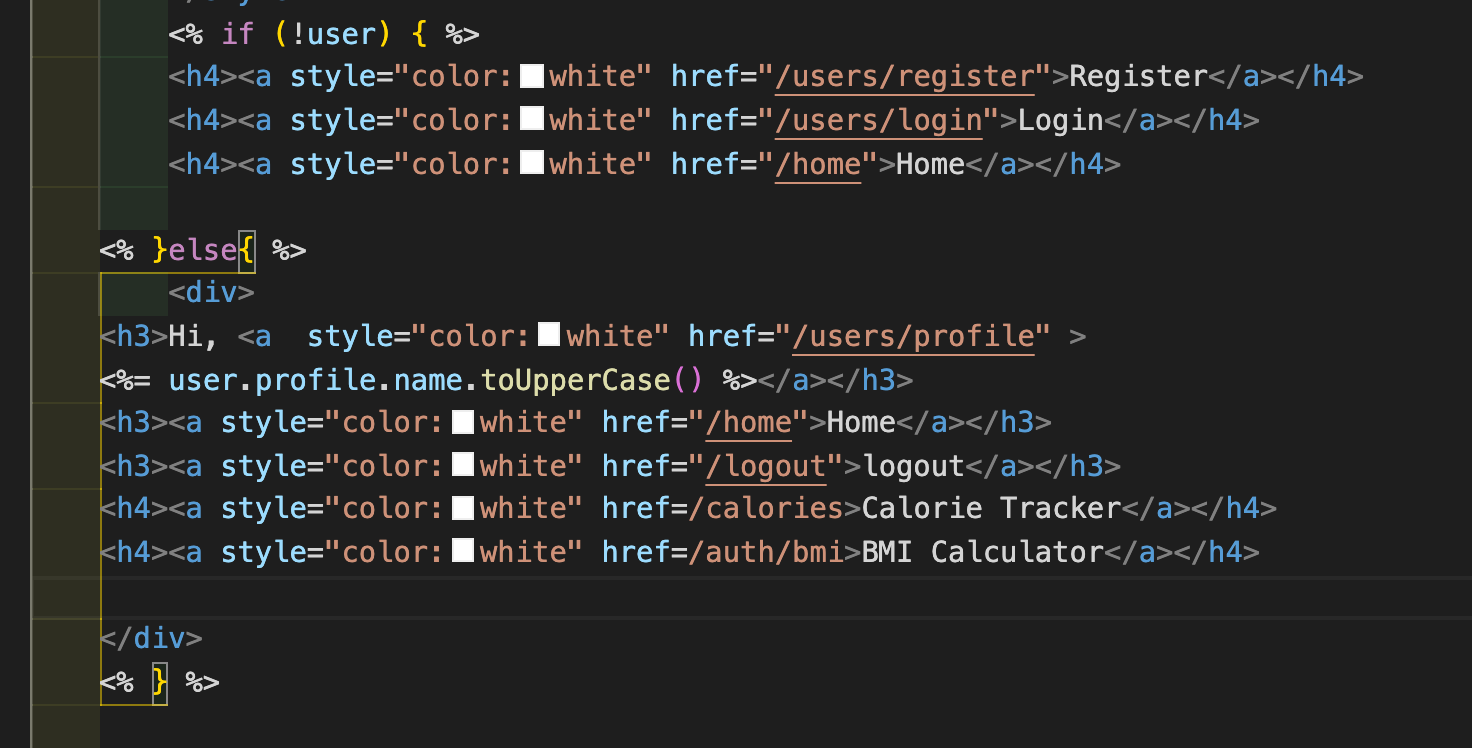 <% if (!user) { %>
<h4><a style="color:white" href="/users/register">Register</a></h4>
<h4><a style="color:white" href="/users/login">Login</a></h4>
<h4><a style="color:white" href="/home">Home</a></h4>
<% }else{ %>
<div>
<h3>Hi, <a  style="color:white" href="/users/profile" >
<%= user.profile.name.toUpperCase() %></a></h3>
<h3><a style="color:white" href="/home">Home</a></h3>
<h3><a style="color:white" href="/logout">logout</a></h3>
<h4><a style="color:white" href=/calories>Calorie Tracker</a></h4>
<h4><a style="color:white" href=/auth/bmi>BMI Calculator</a></h4>
</div>
<% } %>